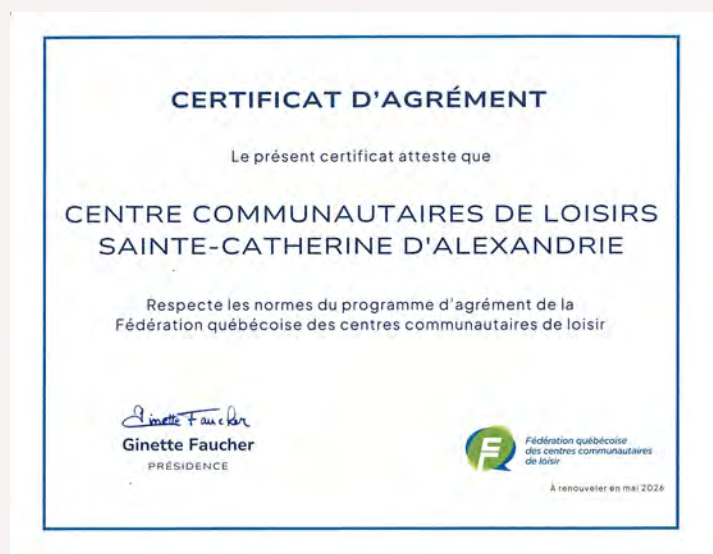 CERTIFICAT D'AGRÉMENT
Le présent certificat atteste que
CENTRE COMMUNAUTAIRES DE LOISIRS
SAINTE-CATHERINE D'ALEXANDRIE
Respecte les normes du programme d'agrément de la
Fédération québécoise des centres communautaires de loisir
Ginette Faucher
Ginette Faucher
PRÉSIDENCE
Fédération québécoise
des centres communautaires
de loisir
À renouveler en mai 2026